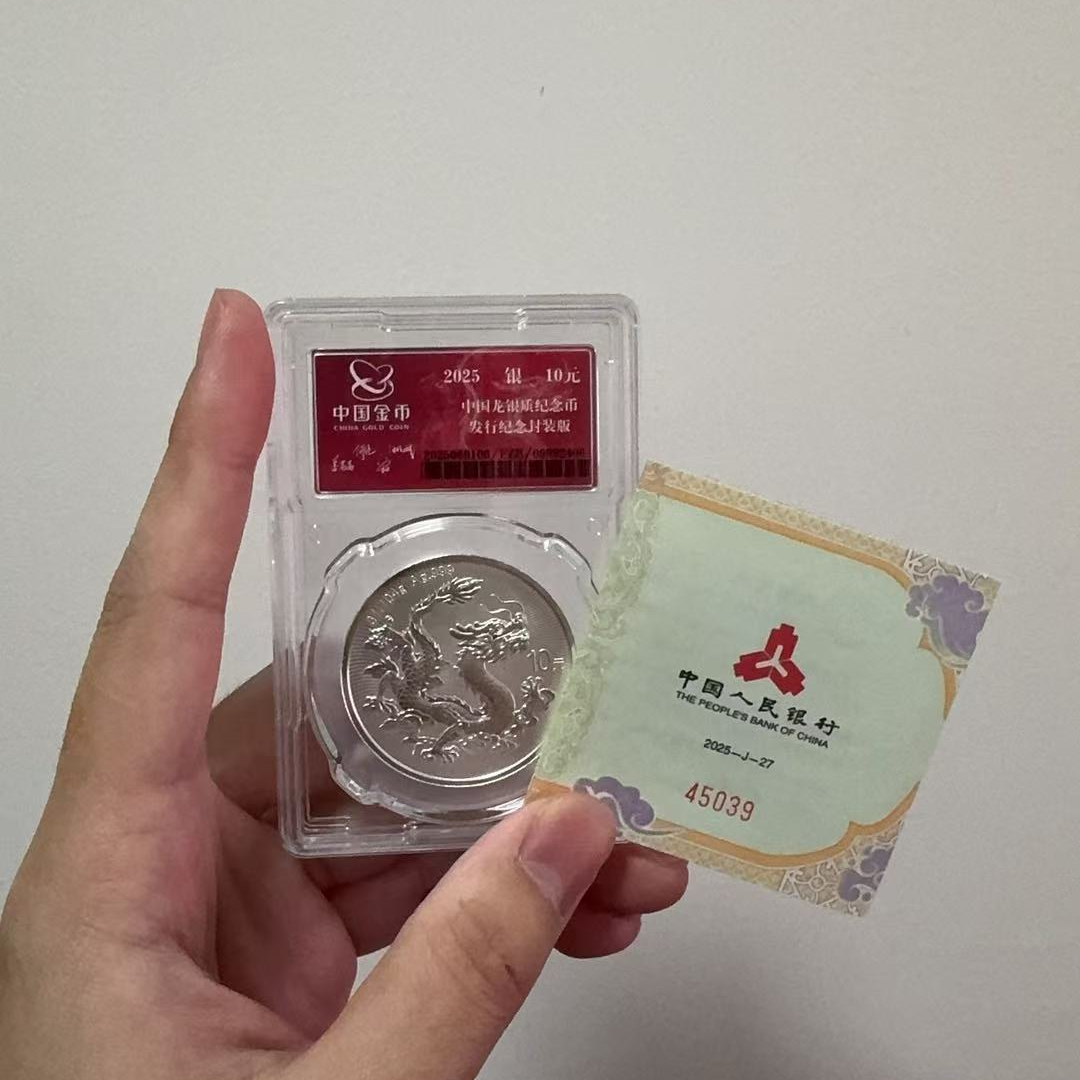 中国金币
CHINA GOLD COIN
2025 银 10元
中国龙银质纪念币
发行纪念封装版
Ag.999
10元
中国人民银行
THE PEOPLE'S BANK OF CHINA
2025-J-27
45039